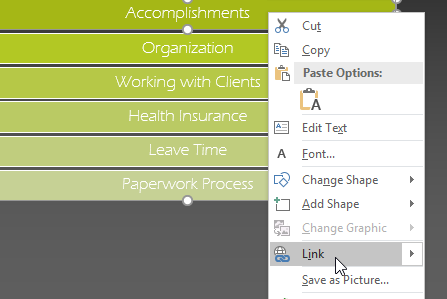 Accomplishments
Organization
Working with Clients
Health Insurance
Leave Time
Paperwork Process
Cut
Copy
Paste Options:
A
Edit Text
A Font...
Change Shape
Add Shape
Change Graphic
Link
Save as Picture...